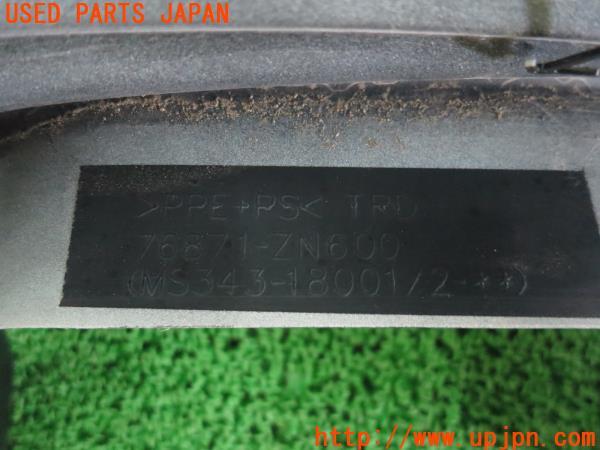 USED PARTS JAPAN
>PPE+PS< TRD
76871-ZN600
(MS343-18001/2-**)
http://www.upjpn.com